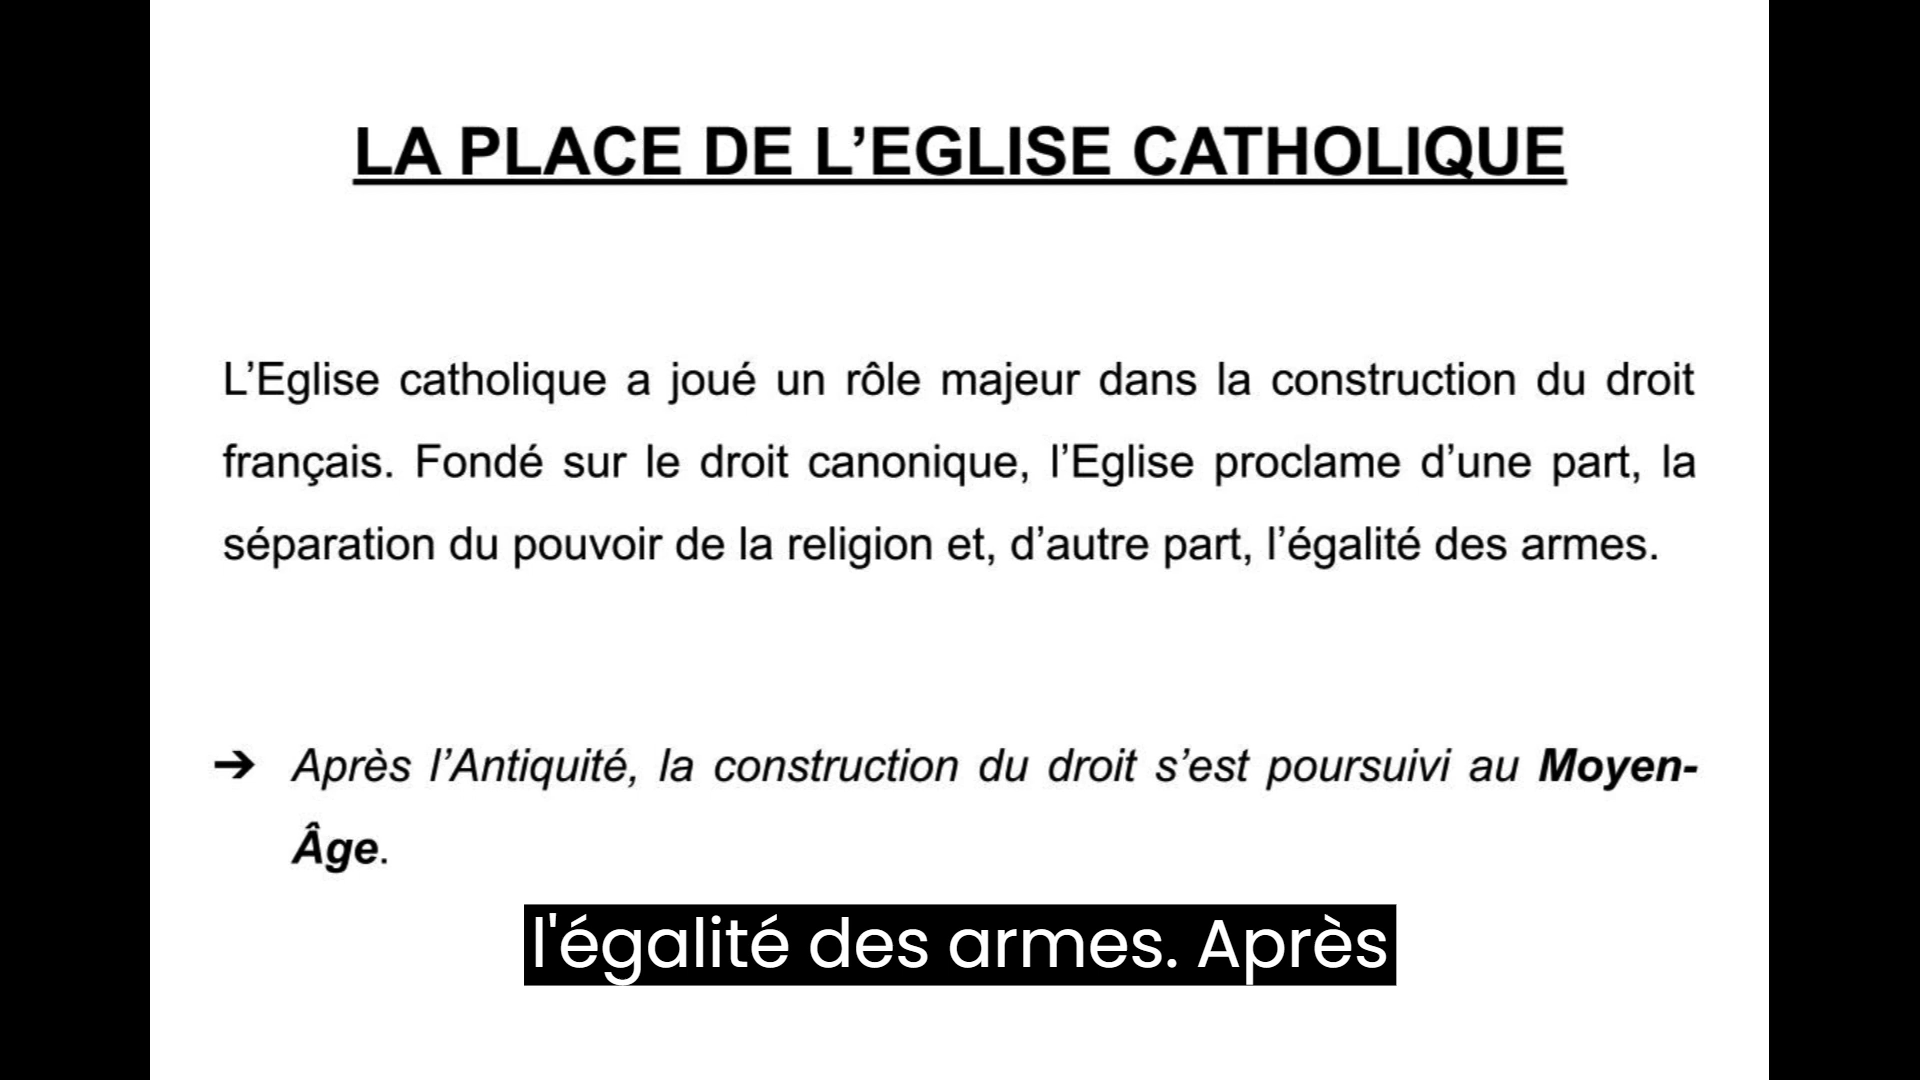 LA PLACE DE L’EGLISE CATHOLIQUE
L’Eglise catholique a joué un rôle majeur dans la construction du droit
français. Fondé sur le droit canonique, l’Eglise proclame d’une part, la
séparation du pouvoir de la religion et, d’autre part, l’égalité des armes.
➔ Après l’Antiquité, la construction du droit s’est poursuivi au Moyen-
Âge.
l'égalité des armes. Après